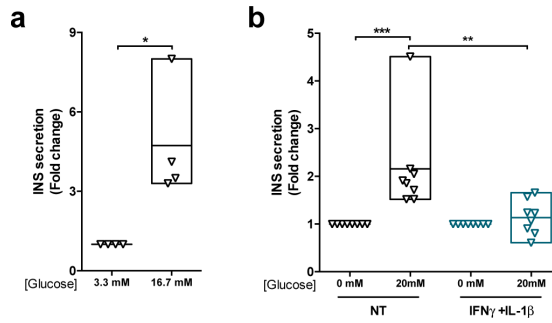 a
b
INS secretion
(Fold change)
9
6
3
0
*
[Glucose]
3.3 mM
16.7 mM
INS secretion
(Fold change)
5
4
3
2
1
0
***
**
[Glucose]
0 mM
20mM
0 mM
20mM
NT
IFNγ +IL-1β